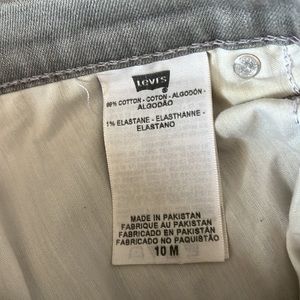 Levi's
% COTTON - COTON - ALGODÓN -
ALGODÃO
1% ELASTANE - ELASTHANNE -
ELASTANO
MADE IN PAKISTAN
FABRIQUE AU PAKISTAN
FABRICADO EN PAKISTAN
FABRICADO NO PAQUISTÃO
10 M